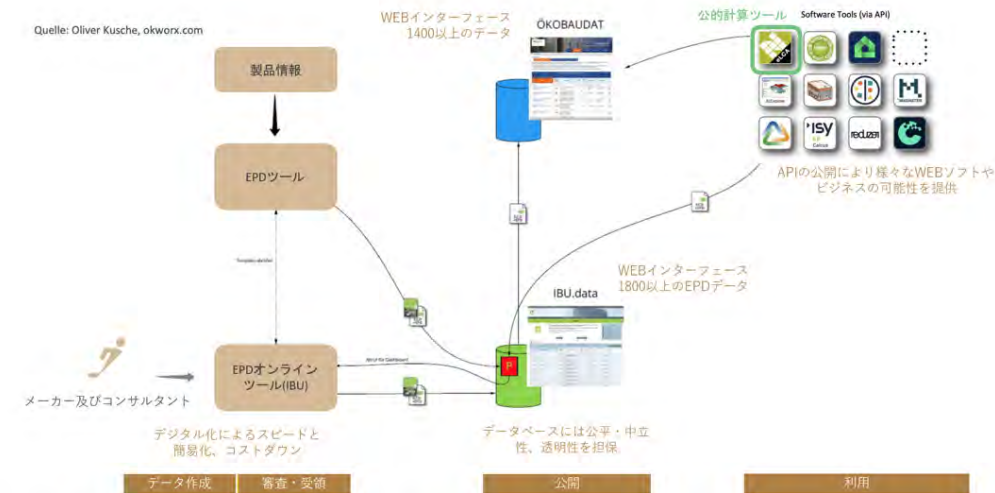 Quelle: Oliver Kusche, okworx.com
WEBインターフェース
1400以上のデータ
ÖKOBAUDAT
公的計算ツール
Software Tools (via API)
eLCA
製品情報
EPDツール
ISY
reduzer
APIの公開により様々なWEBソフトや
ビジネスの可能性を提供
WEBインターフェース
1800以上のEPDデータ
IBU.data
P
EPDオンライン
ツール(IBU)
メーカー及びコンサルタント
デジタル化によるスピードと
簡易化、コストダウン
データベースには公平・中立
性、透明性を担保
データ作成
審査・受領
公開
利用